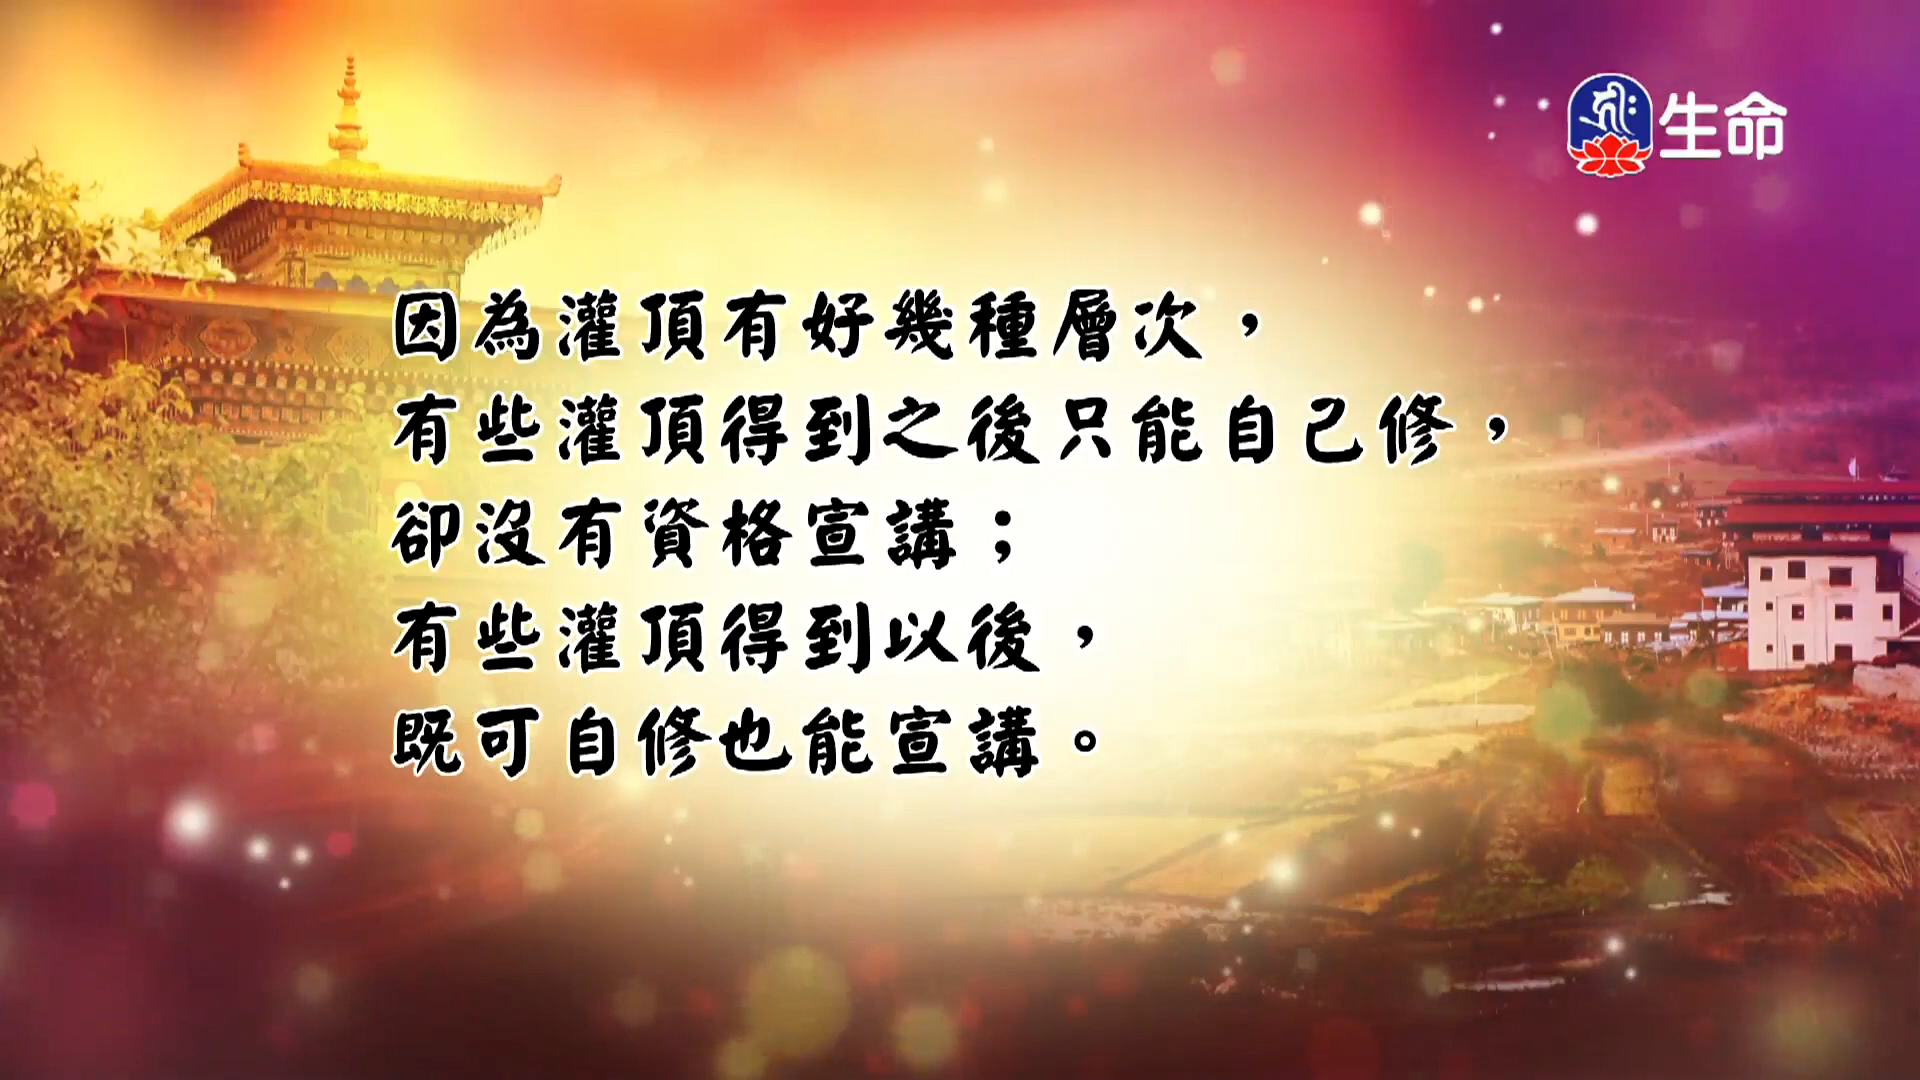 生命
因為灌頂有好幾種層次，
有些灌頂得到之後只能自己修，
卻沒有資格宣講；
有些灌頂得到以後，
既可自修也能宣講。